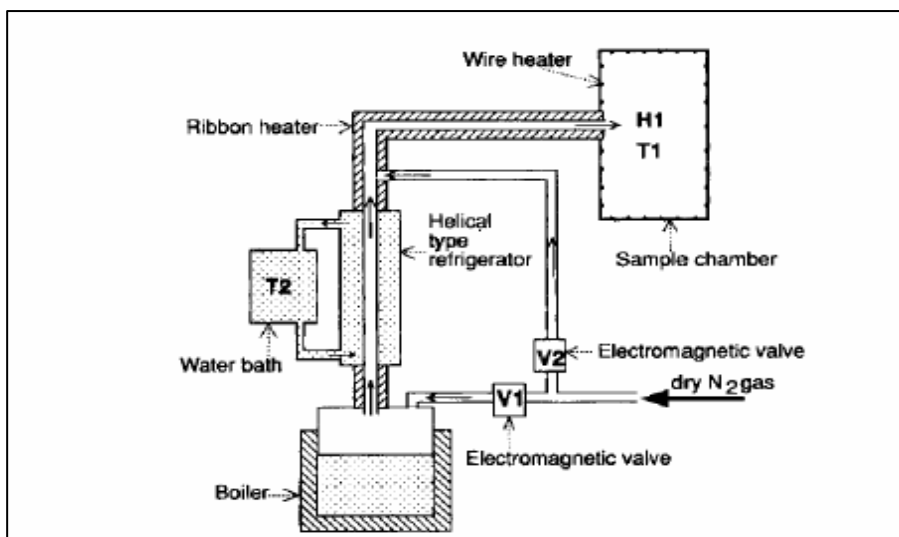 Wire heater
Ribbon heater
H1
T1
Helical
type
refrigerator
Sample chamber
T2
Water bath
V2
Electromagnetic valve
dry N2 gas
V1
Electromagnetic valve
Boiler